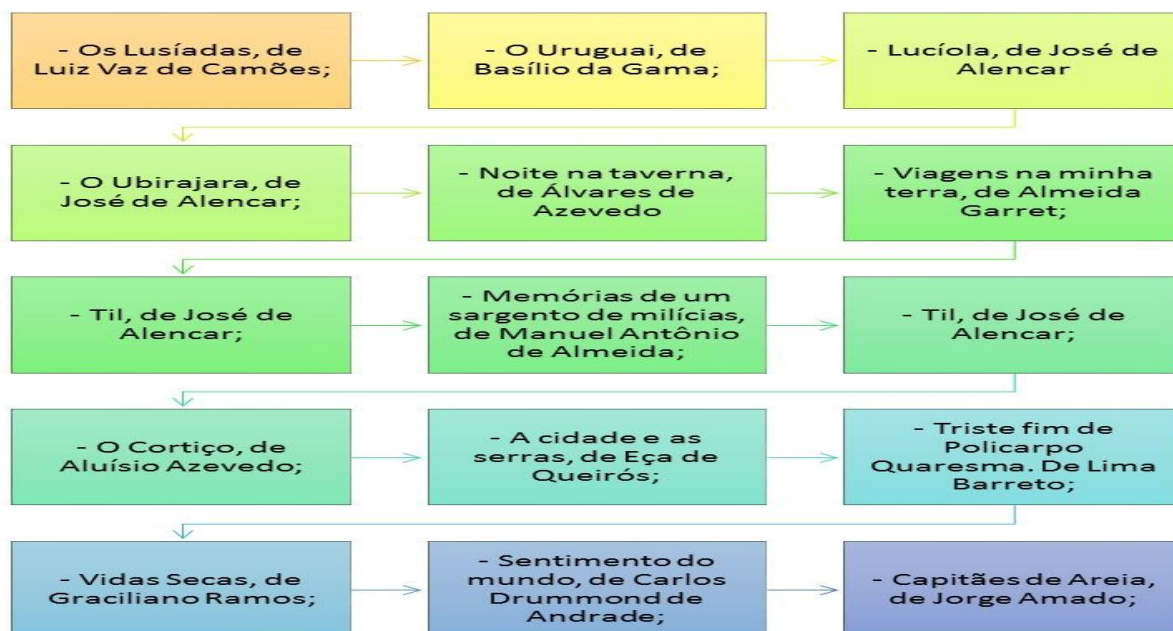 - Os Lusíadas, de
Luiz Vaz de Camões;
- O Uruguai, de
Basílio da Gama;
- Lucíola, de José de
Alencar
- O Ubirajara, de
José de Alencar;
- Noite na taverna,
de Álvares de
Azevedo
- Viagens na minha
terra, de Almeida
Garret;
- Til, de José de
Alencar;
- Memórias de um
sargento de milícias,
de Manuel Antônio
de Almeida;
- Til, de José de
Alencar;
- O Cortiço, de
Aluísio Azevedo;
- A cidade e as
serras, de Eça de
Queirós;
- Triste fim de
Policarpo
Quaresma. De Lima
Barreto;
- Vidas Secas, de
Graciliano Ramos;
- Sentimento do
mundo, de Carlos
Drummond de
Andrade;
- Capitães de Areia,
de Jorge Amado;